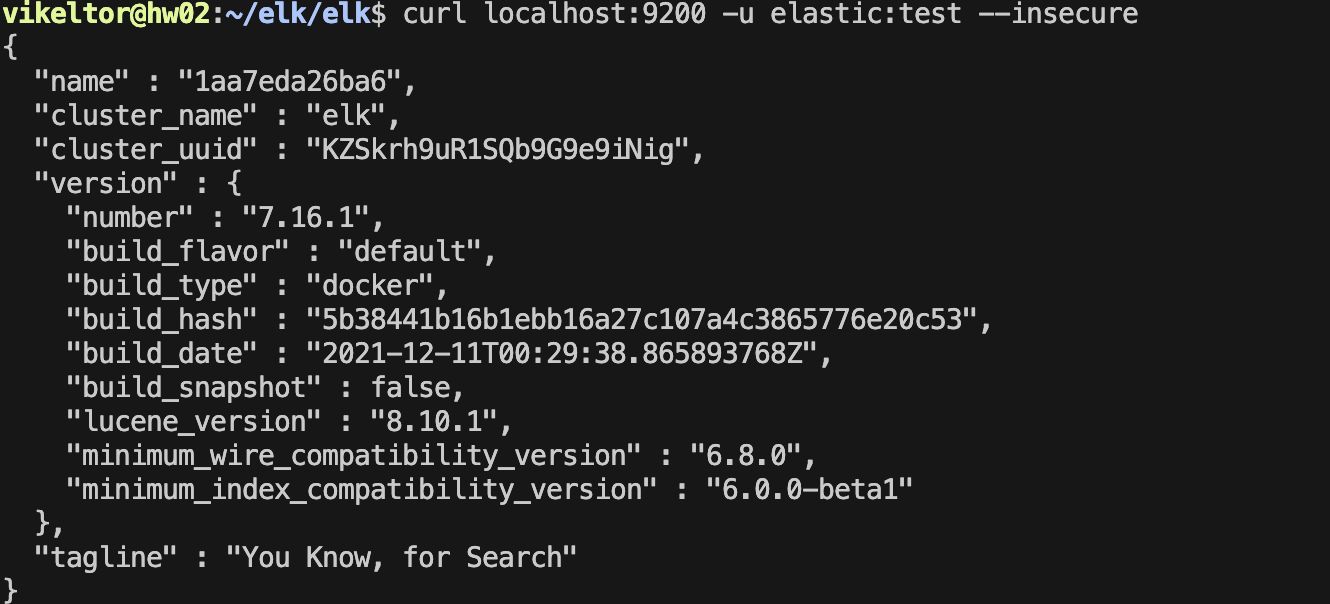 vikeltor@hw02:~/elk/elk$ curl localhost:9200 -u elastic:test --insecure
{
  "name" : "1aa7eda26ba6",
  "cluster_name" : "elk",
  "cluster_uuid" : "KZSkrh9uR1SQb9G9e9iNig",
  "version" : {
    "number" : "7.16.1",
    "build_flavor" : "default",
    "build_type" : "docker",
    "build_hash" : "5b38441b16b1ebb16a27c107a4c3865776e20c53",
    "build_date" : "2021-12-11T00:29:38.865893768Z",
    "build_snapshot" : false,
    "lucene_version" : "8.10.1",
    "minimum_wire_compatibility_version" : "6.8.0",
    "minimum_index_compatibility_version" : "6.0.0-beta1"
  },
  "tagline" : "You Know, for Search"
}